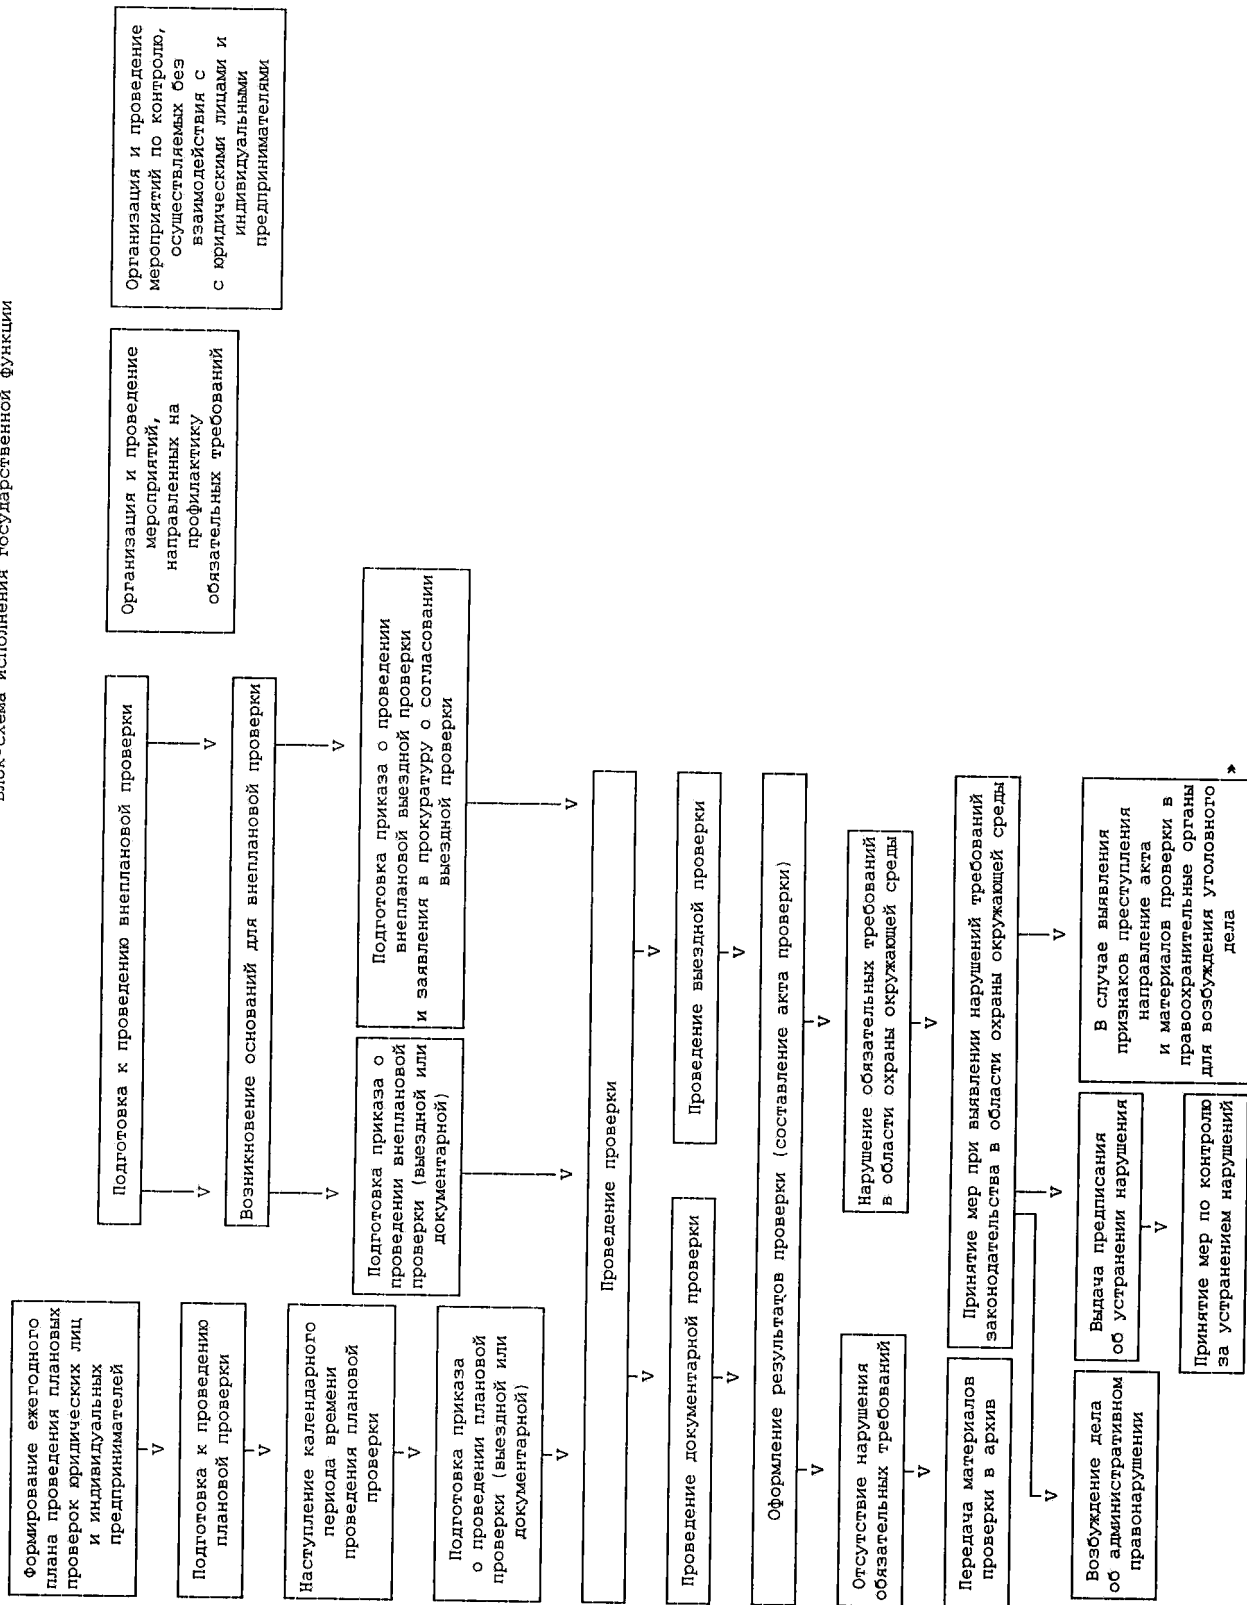 Блок-схема исполнения государственной функции
Формирование ежегодного
плана проведения плановых
проверок юридических лиц
и индивидуальных
предпринимателей
Подготовка к проведению
плановой проверки
Наступление календарного
периода времени
проведения плановой
проверки
Подготовка приказа
о проведении плановой
проверки (выездной или
документарной)
Подготовка к проведению внеплановой проверки
Возникновение оснований для внеплановой проверки
Подготовка приказа о
проведении внеплановой
проверки (выездной или
документарной)
Подготовка приказа о проведении
внеплановой выездной проверки
и заявления в прокуратуру о согласовании
выездной проверки
Организация и проведение
мероприятий,
направленных на
профилактику
обязательных требований
Организация и проведение
мероприятий по контролю,
осуществляемых без
взаимодействия с
с юридическими лицами и
индивидуальными
предпринимателями
Проведение проверки
Проведение документарной проверки
Проведение выездной проверки
Оформление результатов проверки (составление акта проверки)
Отсутствие нарушения
обязательных требований
Нарушение обязательных требований
в области охраны окружающей среды
Передача материалов
проверки в архив
Принятие мер при выявлении нарушений требований
законодательства в области охраны окружающей среды
Возбуждение дела
об административном
правонарушении
Выдача предписания
об устранении нарушения
Принятие мер по контролю
за устранением нарушений
В случае выявления
признаков преступления
направление акта
и материалов проверки в
правоохранительные органы
для возбуждения уголовного
дела
»